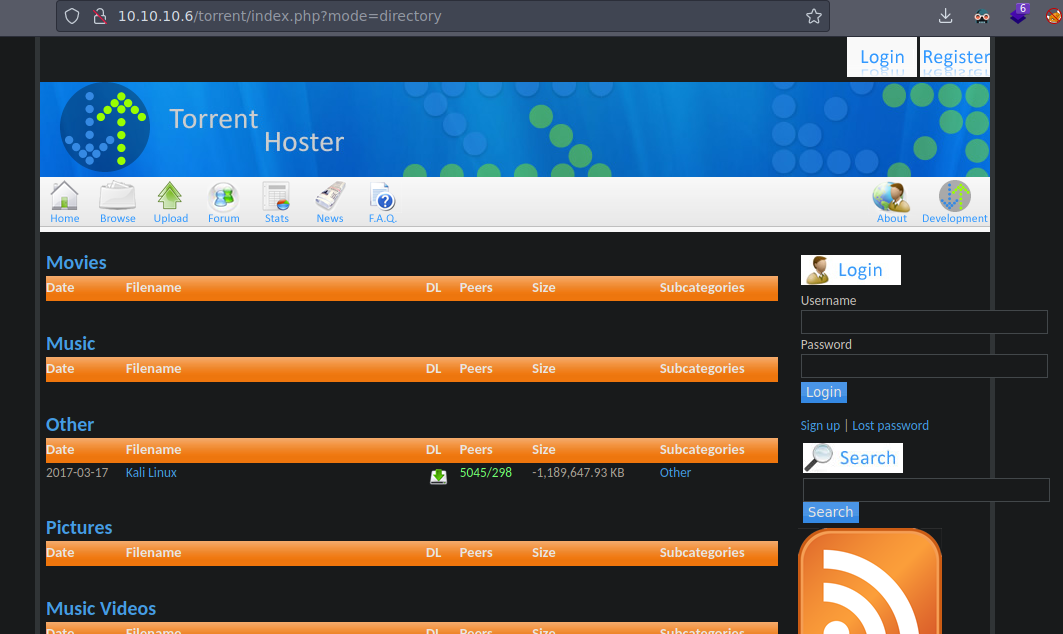 10.10.10.6/torrent/index.php?mode=directory
6
Login Register
Torrent
Hoster
Home Browse Upload Forum Stats News F.A.Q. About Development
Movies
Date Filename DL Peers Size Subcategories
Music
Date Filename DL Peers Size Subcategories
Other
Date Filename DL Peers Size Subcategories
2017-03-17 Kali Linux 5045/298 -1,189,647.93 KB Other
Pictures
Date Filename DL Peers Size Subcategories
Music Videos
Date Filename DL Peers Size Subcategories
Login
Username
Password
Login
Sign up | Lost password
Search
Search